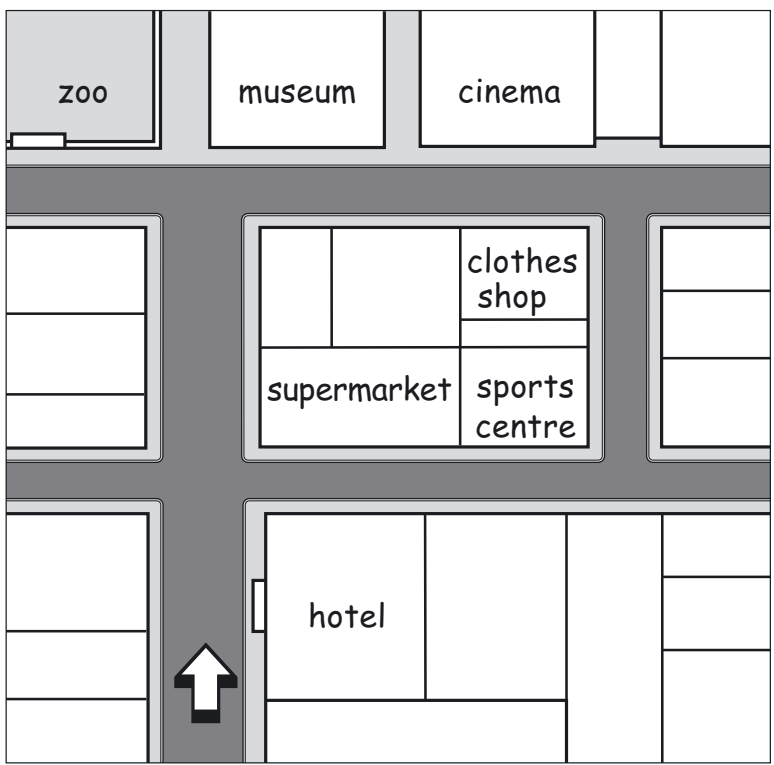 zoo
museum
cinema
clothes
shop
supermarket
sports
centre
hotel